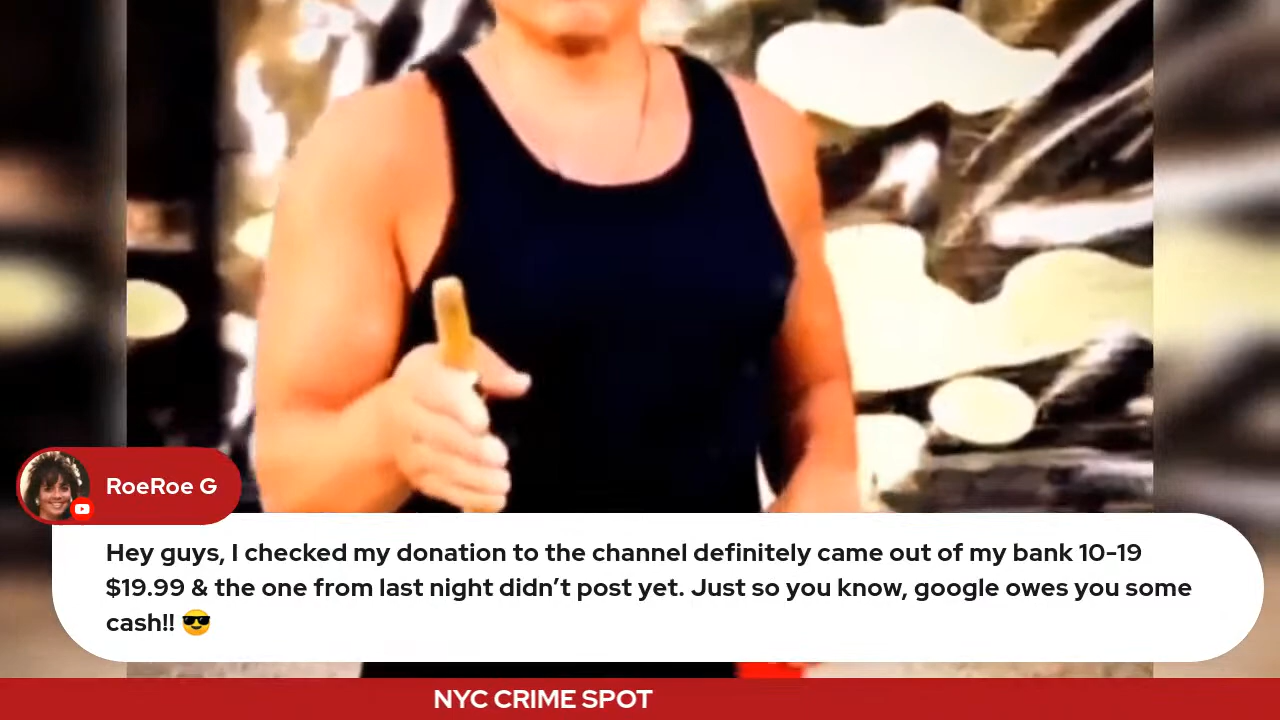 RoeRoe G
Hey guys, I checked my donation to the channel definitely came out of my bank 10-19
$19.99 & the one from last night didn’t post yet. Just so you know, google owes you some
cash!! 😎
NYC CRIME SPOT